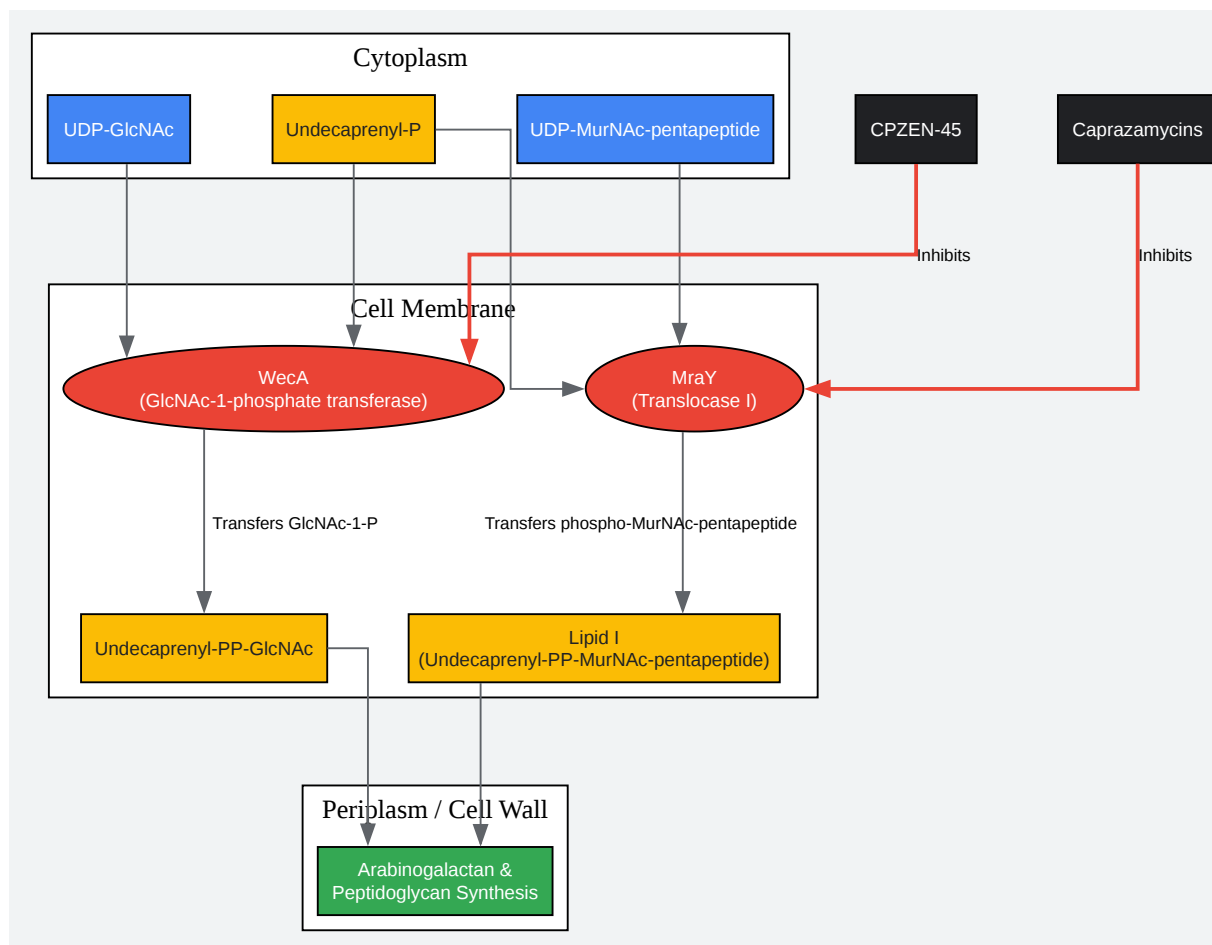 Cytoplasm
UDP-GlcNAc
Undecaprenyl-P
UDP-MurNAc-pentapeptide
CPZEN-45
Caprazamycins
Inhibits
Inhibits
Cell Membrane
WecA
(GlcNAc-1-phosphate transferase)
MraY
(Translocase I)
Transfers GlcNAc-1-P
Transfers phospho-MurNAc-pentapeptide
Undecaprenyl-PP-GlcNAc
Lipid I
(Undecaprenyl-PP-MurNAc-pentapeptide)
Periplasm / Cell Wall
Arabinogalactan &
Peptidoglycan Synthesis